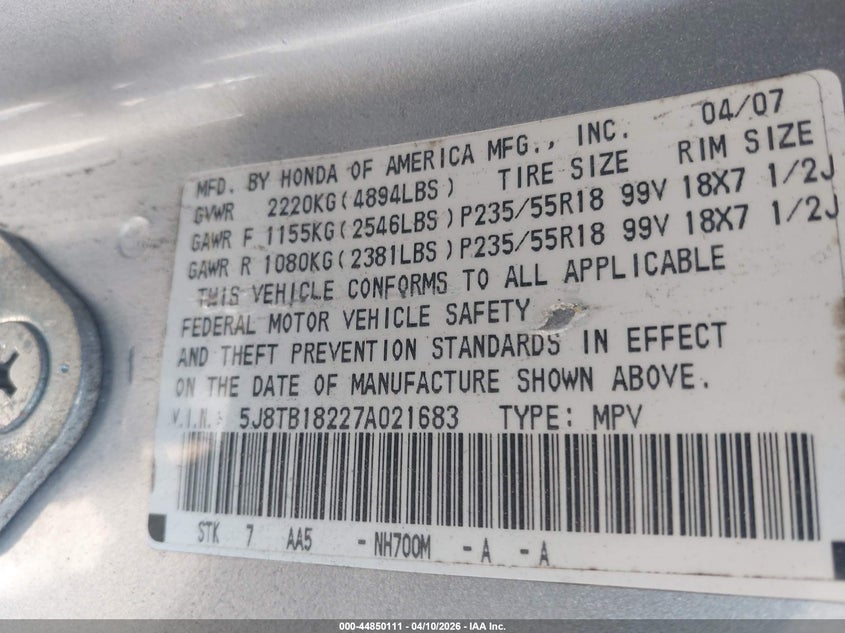 04/07
MFD. BY HONDA OF AMERICA MFG., INC.
GVWR 2220KG(4894LBS) TIRE SIZE RIM SIZE
GAWR F 1155KG(2546LBS)P235/55R18 99V 18X7 1/2J
GAWR R 1080KG(2381LBS)P235/55R18 99V 18X7 1/2J
THIS VEHICLE CONFORMS TO ALL APPLICABLE
FEDERAL MOTOR VEHICLE SAFETY
AND THEFT PREVENTION STANDARDS IN EFFECT
ON THE DATE OF MANUFACTURE SHOWN ABOVE.
V.I.N.: 5J8TB18227A021683 TYPE: MPV
STK 7 AA5 -NH700M -A -A
000-44850111 - 04/10/2026 - IAA Inc.